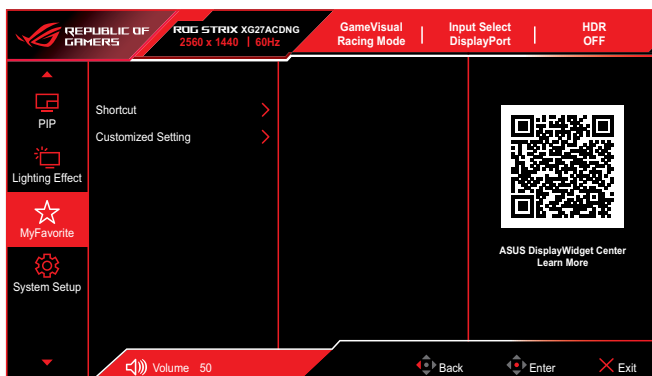 REPUBLIC OF
GAMERS
ROG STRIX XG27ACDNG
2560 x 1440 | 60Hz
GameVisual
Racing Mode
Input Select
DisplayPort
HDR
OFF
PIP
Lighting Effect
MyFavorite
System Setup
Shortcut
Customized Setting
ASUS DisplayWidget Center
Learn More
Volume 50
Back
Enter
Exit